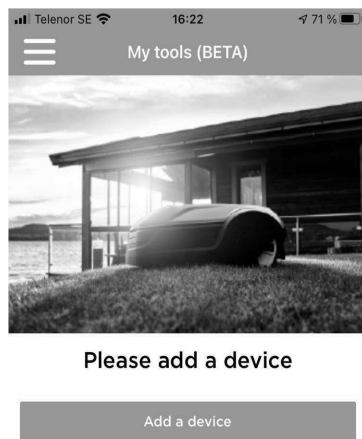 Telenor SE 16:22 71 %
My tools (BETA)
Please add a device
Add a device